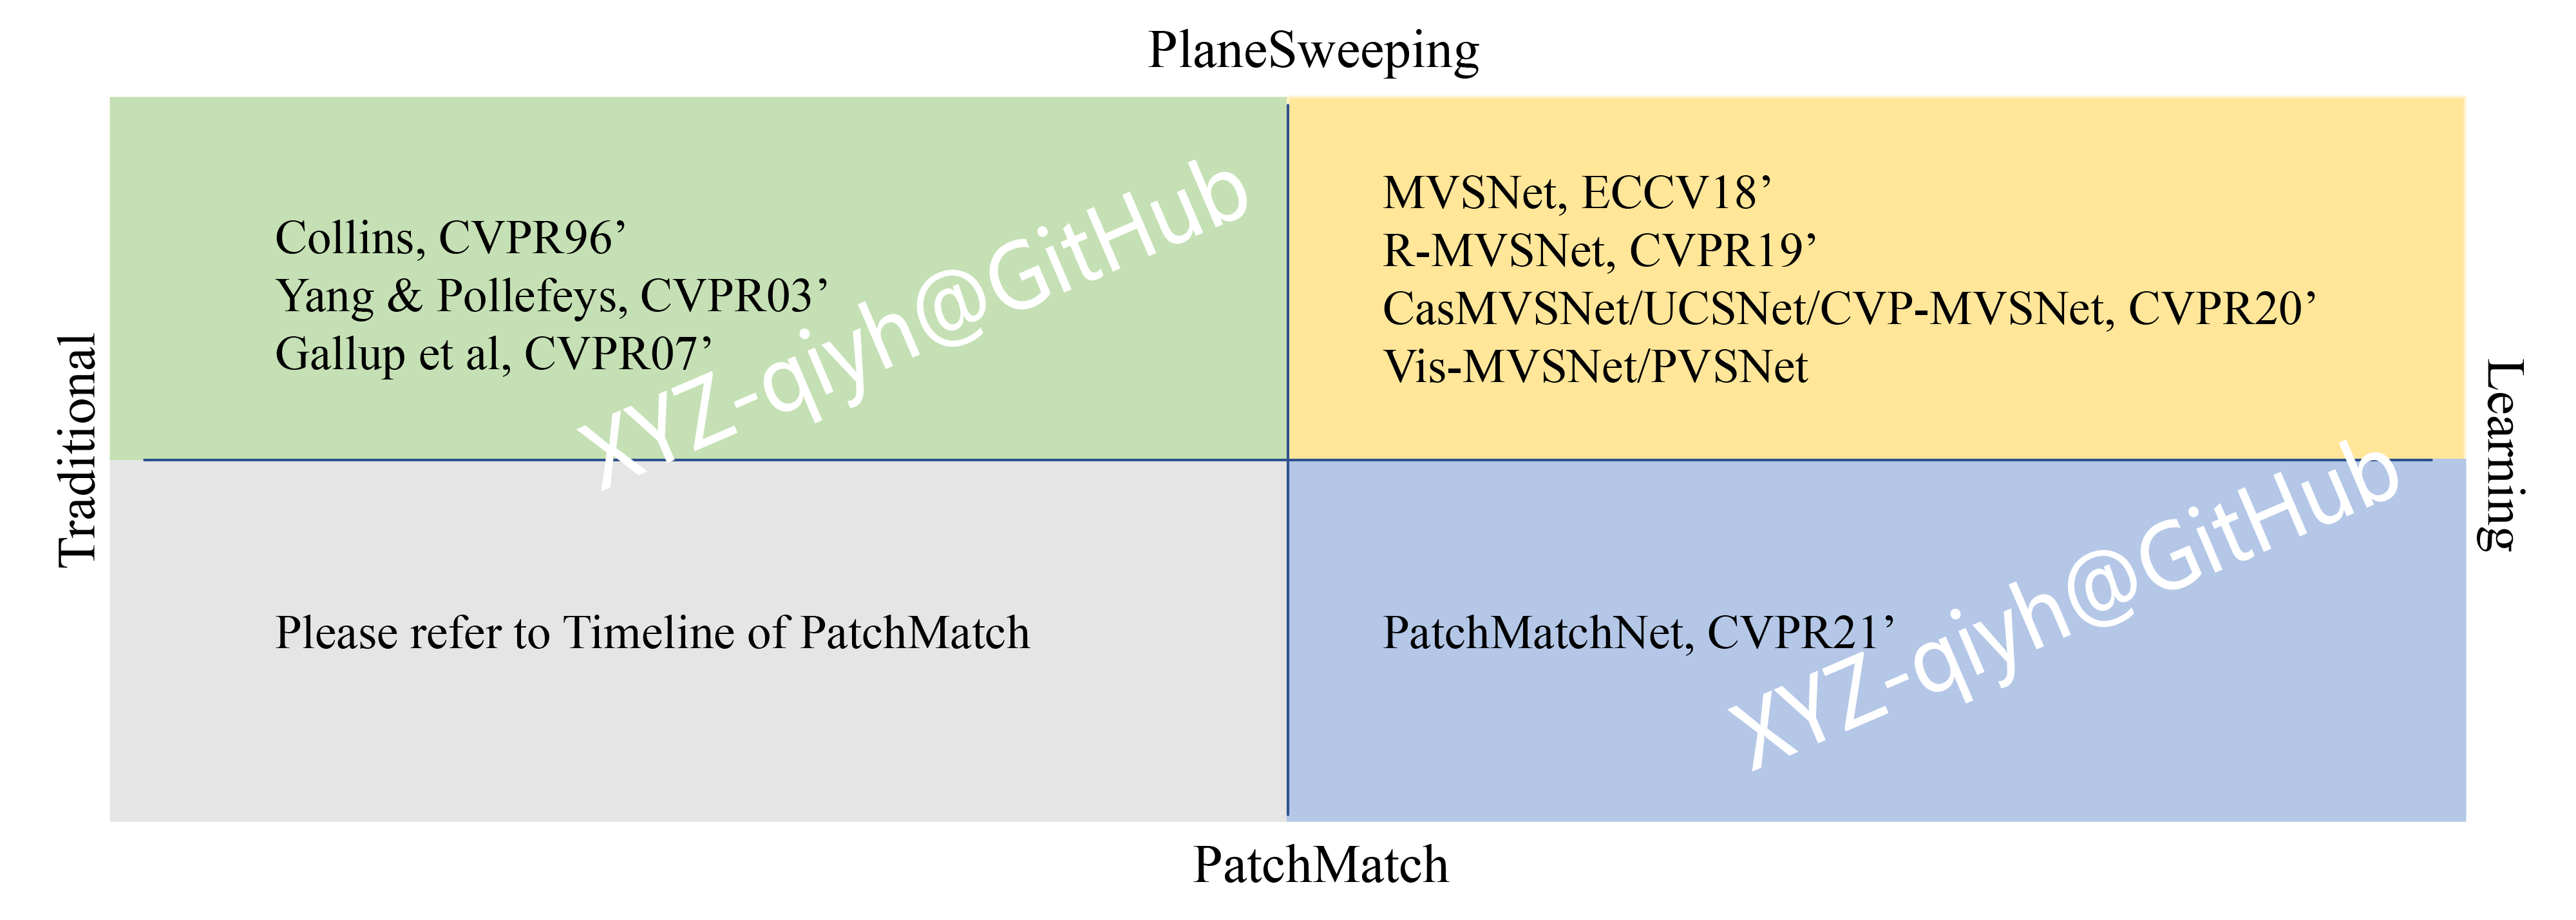 PlaneSweeping
Traditional
Collins, CVPR96’
Yang & Pollefeys, CVPR03’
Gallup et al, CVPR07’
XYZ-qiyh@GitHub
MVSNet, ECCV18’
R-MVSNet, CVPR19’
CasMVSNet/UCSNet/CVP-MVSNet, CVPR20’
Vis-MVSNet/PVSNet
Learning
Please refer to Timeline of PatchMatch
PatchMatchNet, CVPR21’
XYZ-qiyh@GitHub
PatchMatch